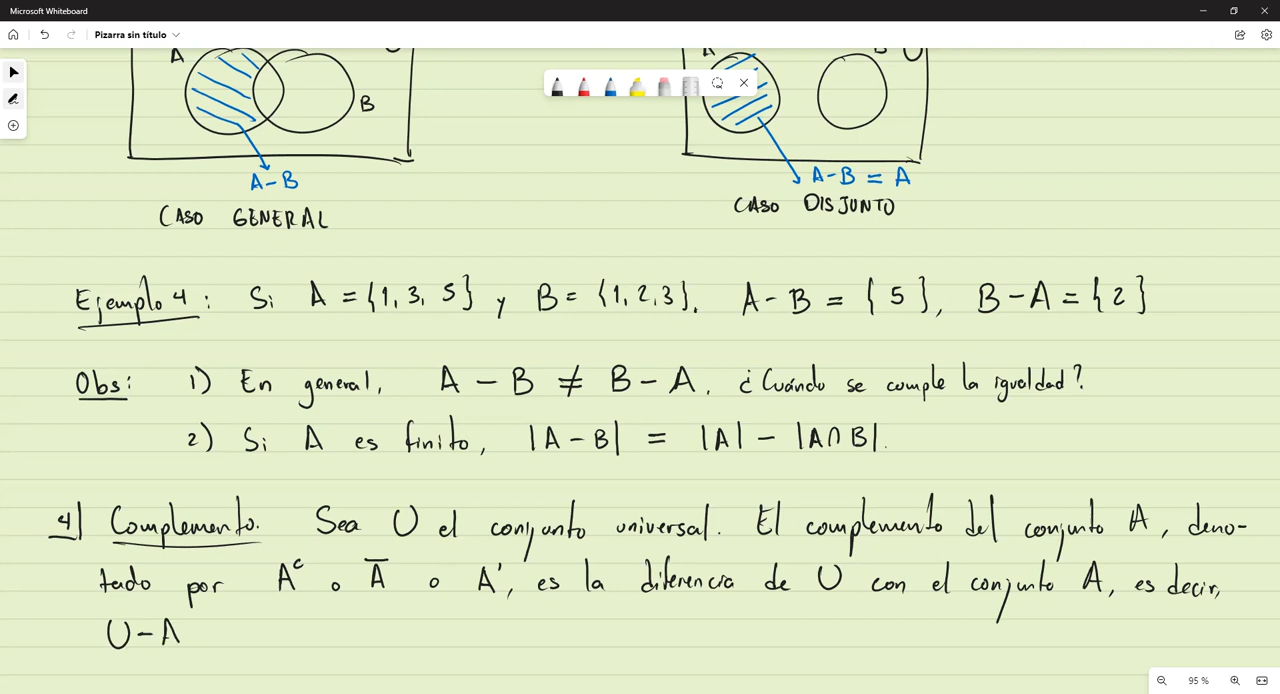 Microsoft Whiteboard
Pizarra sin título
A
B
A
A-B
A-B = A
CASO GENERAL
CASO DISJUNTO
Ejemplo 4: Si A = {1, 3, 5} y B = {1, 2, 3}. A - B = {5}, B - A = {2}
Obs: 1) En general, A - B ≠ B - A. ¿Cuándo se cumple la igualdad?
2) Si A es finito, |A - B| = |A| - |A∩B|.
4] Complemento. Sea U el conjunto universal. El complemento del conjunto A, deno-
tado por Aᶜ o A̅ o A', es la diferencia de U con el conjunto A, es decir,
U - A
95 %